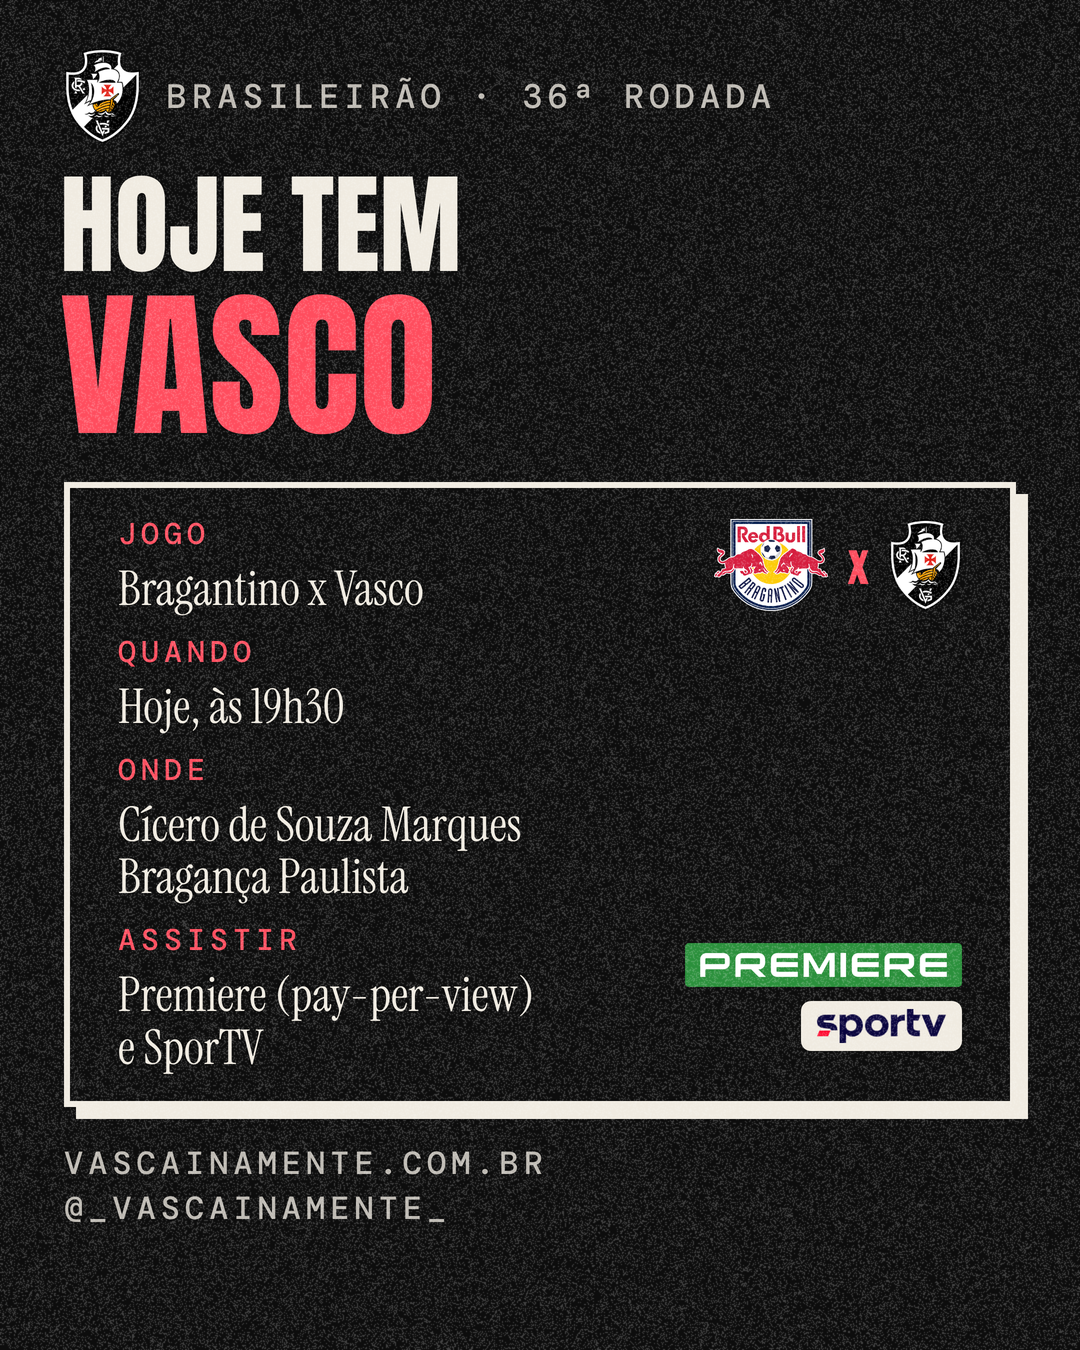 BRASILEIRÃO · 36ª RODADA
HOJE TEM
VASCO
JOGO
Bragantino x Vasco
RedBull
BRAGANTINO
X
QUANDO
Hoje, às 19h30
ONDE
Cícero de Souza Marques
Bragança Paulista
ASSISTIR
Premiere (pay-per-view)
e SporTV
PREMIERE
sportv
VASCAINAMENTE.COM.BR
@_VASCAINAMENTE_